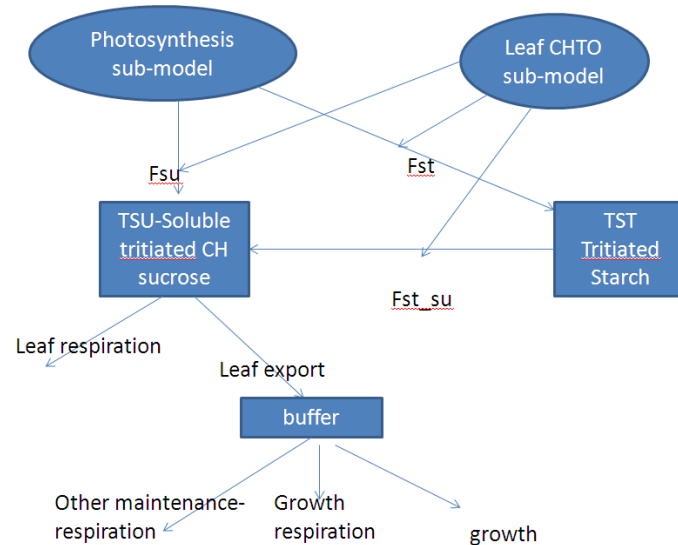 Photosynthesis
sub-model
Leaf CHTO
sub-model
Fsu
Fst
TSU-Soluble
tritiated CH
sucrose
TST
Tritiated
Starch
Fst_su
Leaf respiration
Leaf export
buffer
Other maintenance-
respiration
Growth
respiration
growth